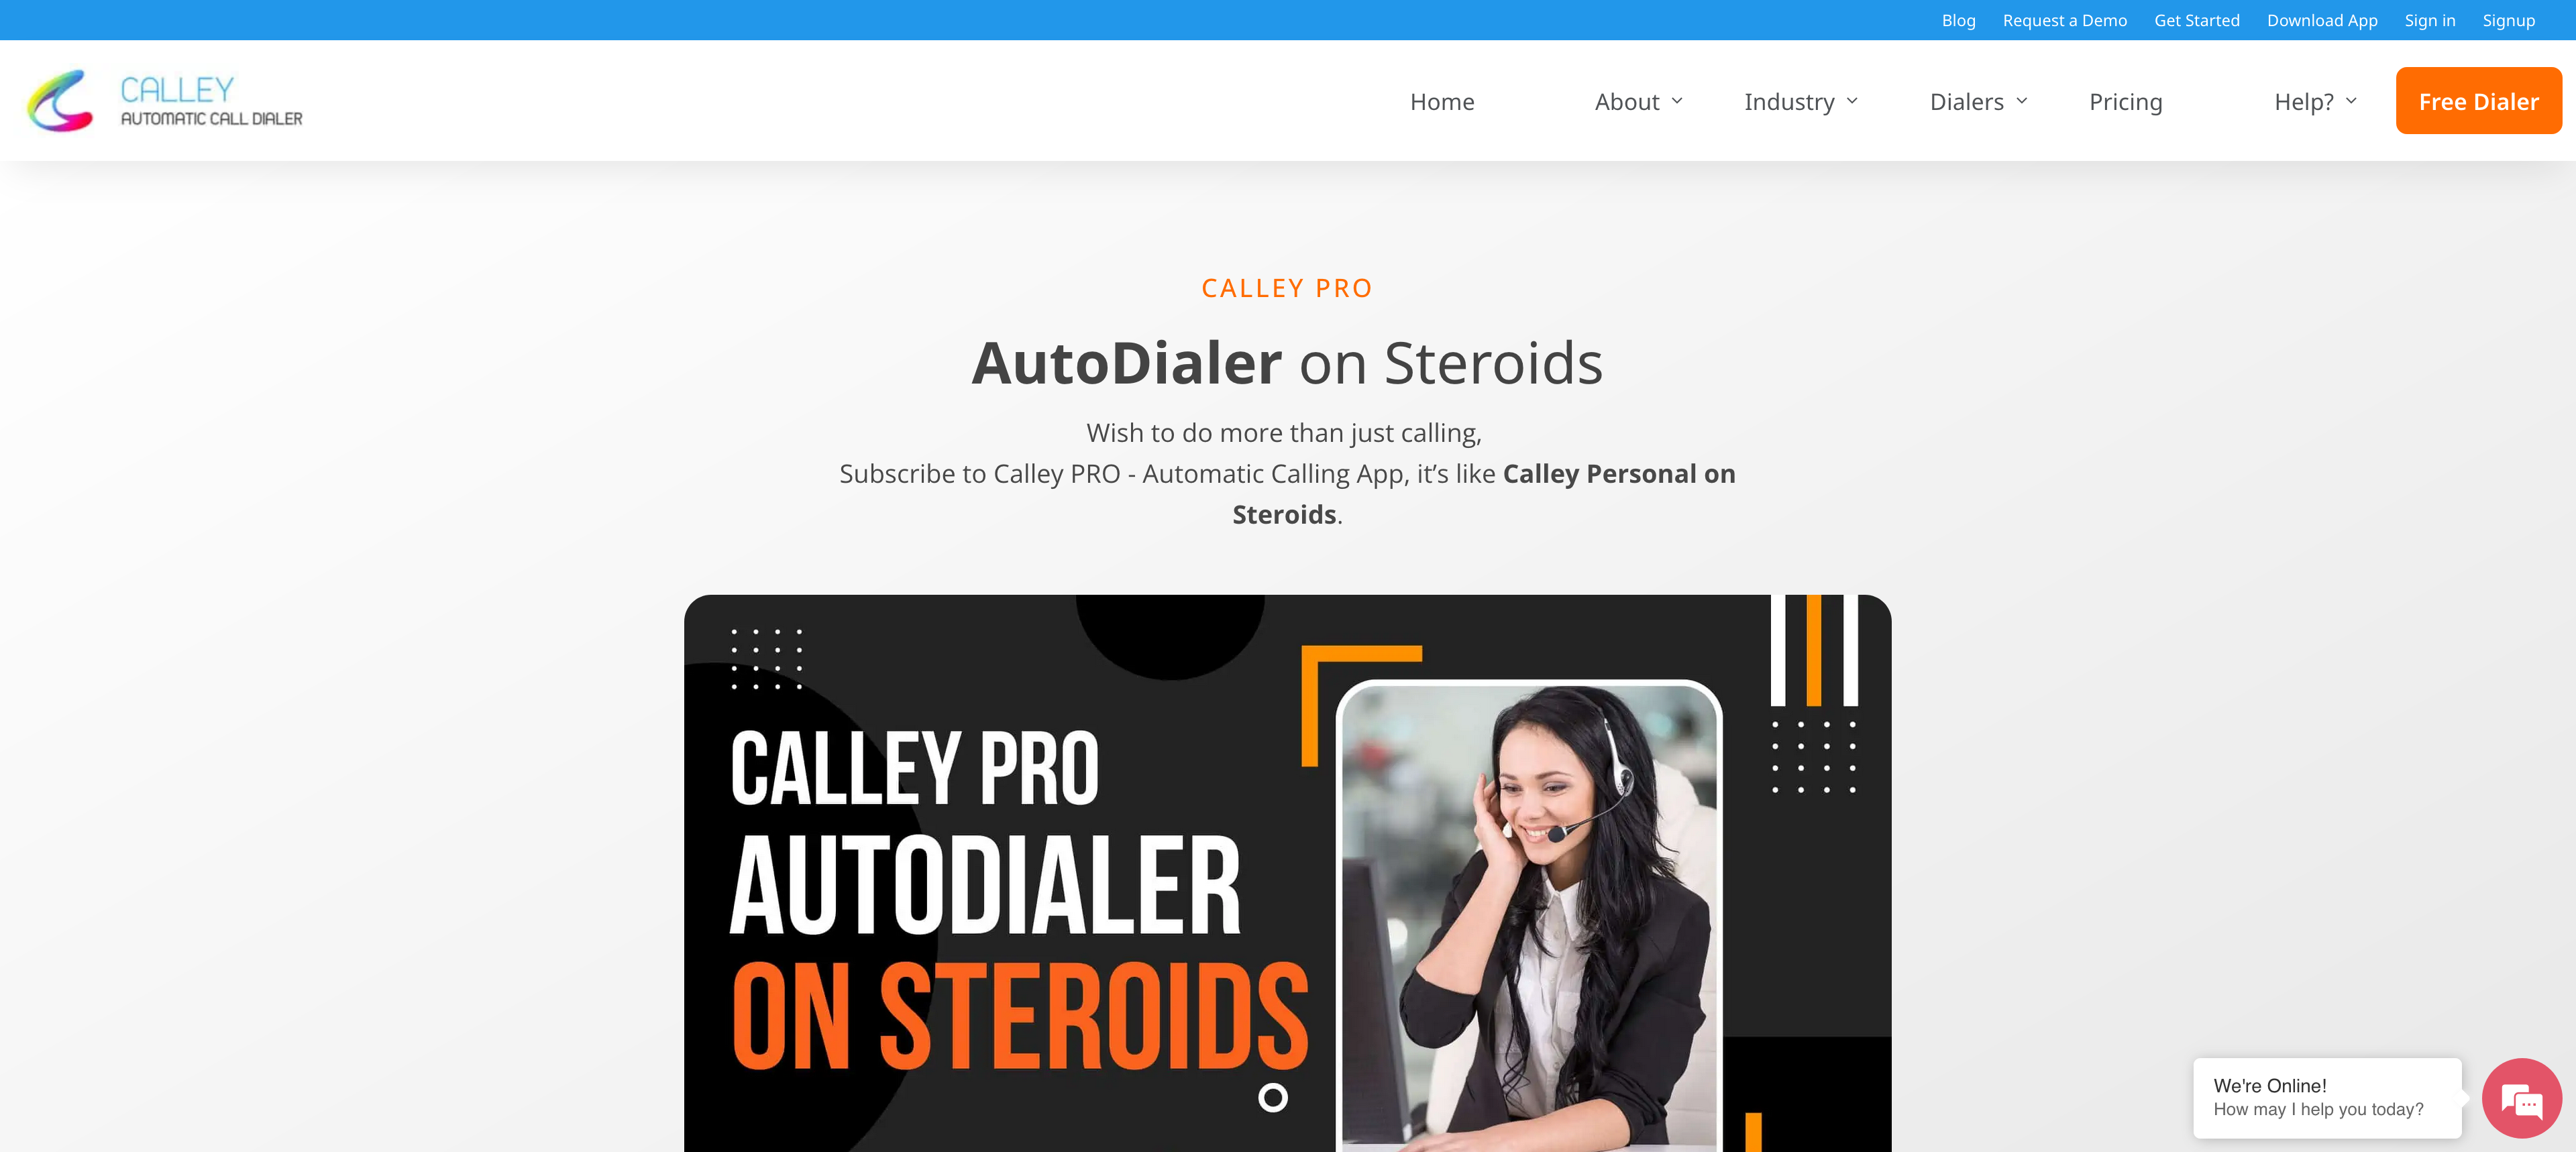 Blog Request a Demo Get Started Download App Sign in Signup
CALLEY
AUTOMATIC CALL DIALER
Home About Industry Dialers Pricing Help? Free Dialer
CALLEY PRO
AutoDialer on Steroids
Wish to do more than just calling,
Subscribe to Calley PRO - Automatic Calling App, it’s like Calley Personal on
Steroids.
CALLEY PRO
AUTODIALER
ON STEROIDS
We're Online!
How may I help you today?